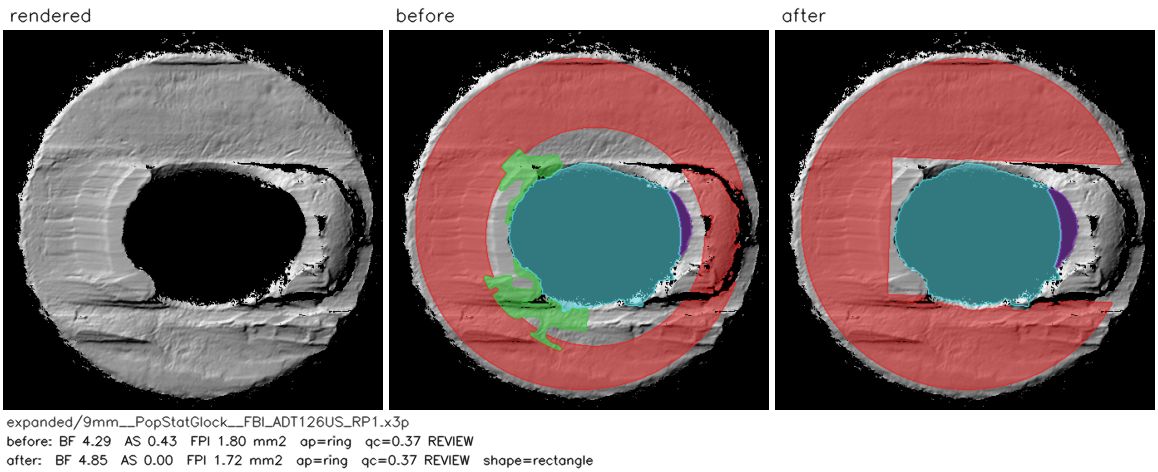 rendered
before
after
expanded/9mm__PopStatGlock__FBI_ADT126US_RP1.x3p
before: BF 4.29 AS 0.43 FPI 1.80 mm2 ap=ring qc=0.37 REVIEW
after: BF 4.85 AS 0.00 FPI 1.72 mm2 ap=ring qc=0.37 REVIEW shape=rectangle